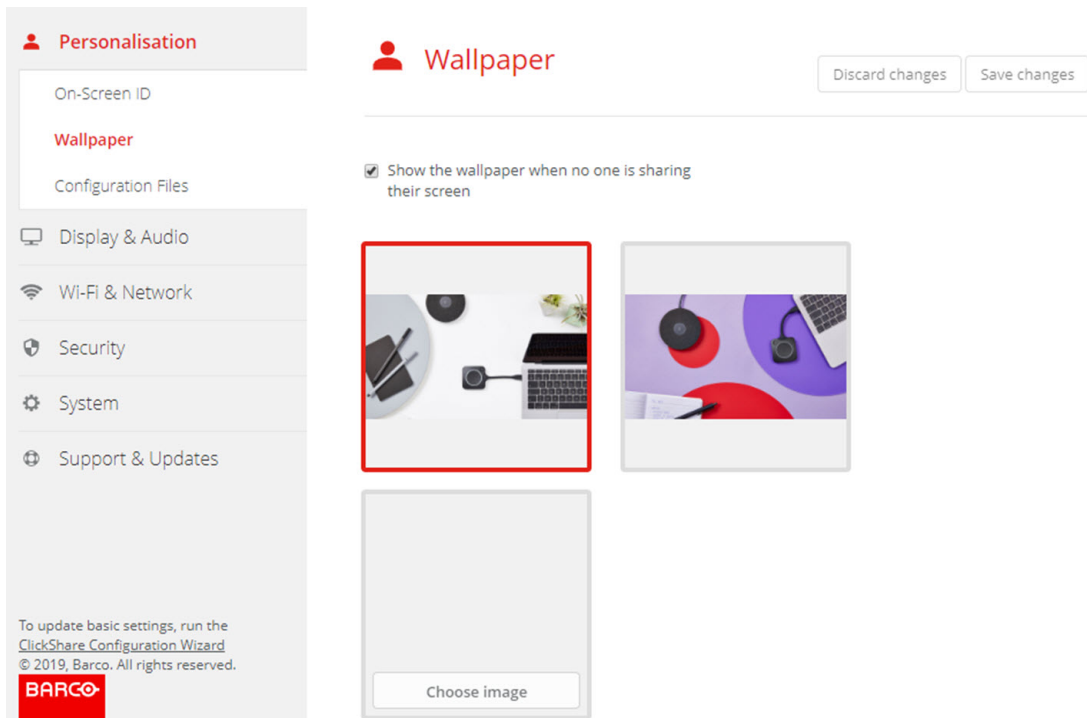 Personalisation
On-Screen ID
Wallpaper
Configuration Files
Display & Audio
Wi-Fi & Network
Security
System
Support & Updates
To update basic settings, run the
ClickShare Configuration Wizard
© 2019, Barco. All rights reserved.
BARCO
Wallpaper
Discard changes
Save changes
Show the wallpaper when no one is sharing
their screen
Choose image